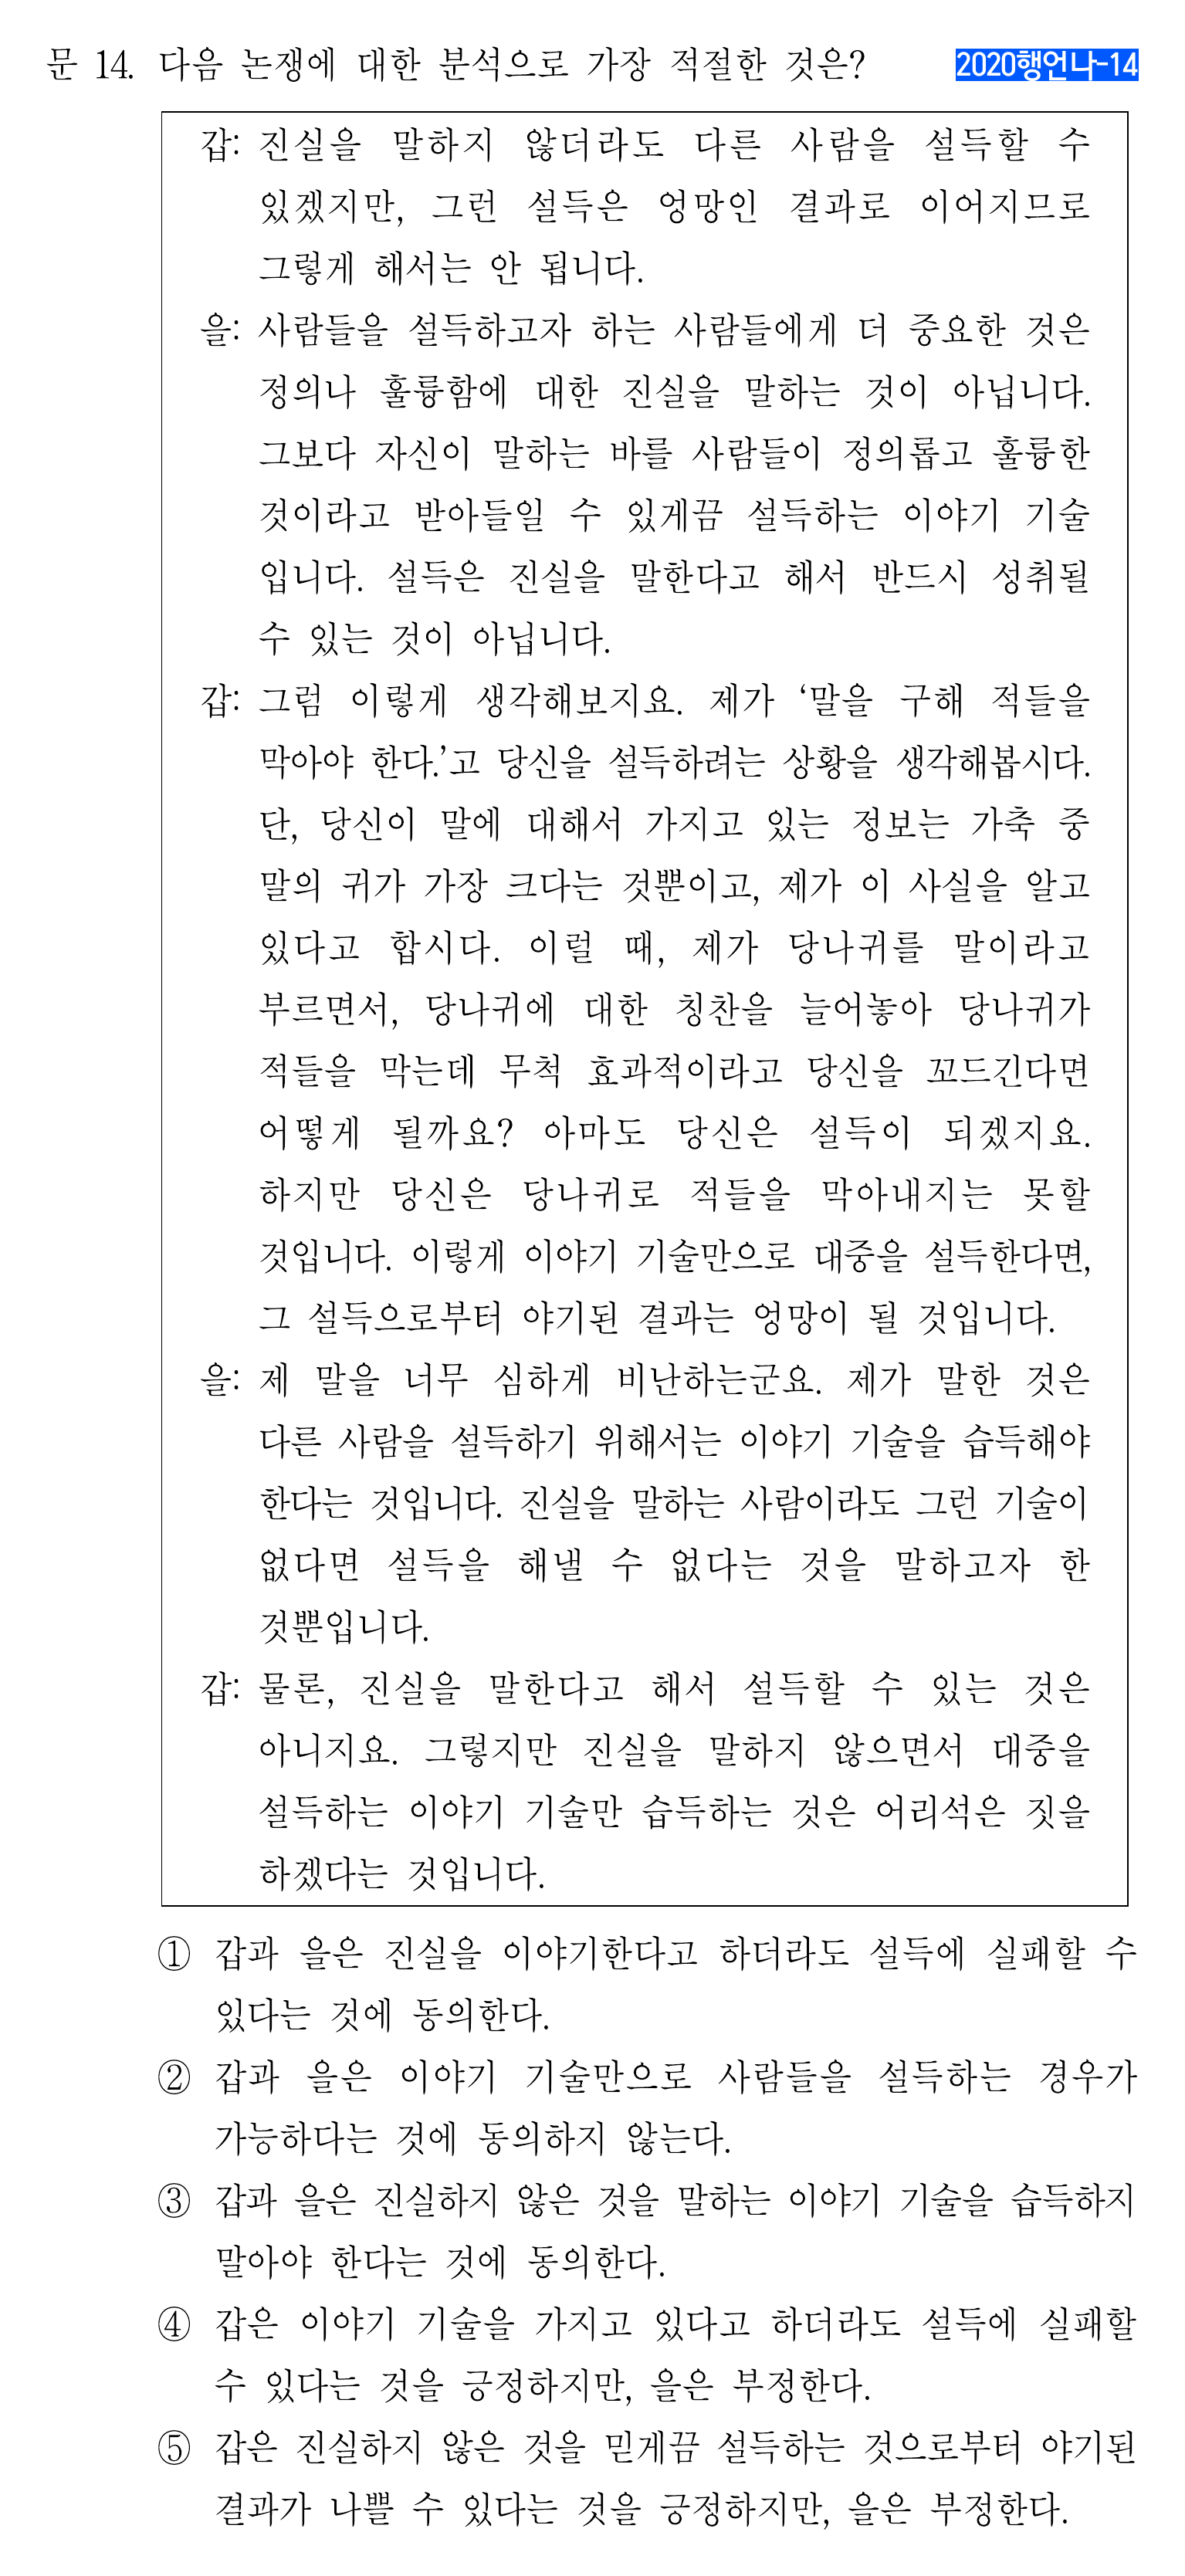 문 14. 다음 논쟁에 대한 분석으로 가장 적절한 것은? 2020행언나-14
갑: 진실을 말하지 않더라도 다른 사람을 설득할 수
있겠지만, 그런 설득은 엉망인 결과로 이어지므로
그렇게 해서는 안 됩니다.
을: 사람들을 설득하고자 하는 사람들에게 더 중요한 것은
정의나 훌륭함에 대한 진실을 말하는 것이 아닙니다.
그보다 자신이 말하는 바를 사람들이 정의롭고 훌륭한
것이라고 받아들일 수 있게끔 설득하는 이야기 기술
입니다. 설득은 진실을 말한다고 해서 반드시 성취될
수 있는 것이 아닙니다.
갑: 그럼 이렇게 생각해보지요. 제가 ‘말을 구해 적들을
막아야 한다.’고 당신을 설득하려는 상황을 생각해봅시다.
단, 당신이 말에 대해서 가지고 있는 정보는 가축 중
말의 귀가 가장 크다는 것뿐이고, 제가 이 사실을 알고
있다고 합시다. 이럴 때, 제가 당나귀를 말이라고
부르면서, 당나귀에 대한 칭찬을 늘어놓아 당나귀가
적들을 막는데 무척 효과적이라고 당신을 꼬드긴다면
어떻게 될까요? 아마도 당신은 설득이 되겠지요.
하지만 당신은 당나귀로 적들을 막아내지는 못할
것입니다. 이렇게 이야기 기술만으로 대중을 설득한다면,
그 설득으로부터 야기된 결과는 엉망이 될 것입니다.
을: 제 말을 너무 심하게 비난하는군요. 제가 말한 것은
다른 사람을 설득하기 위해서는 이야기 기술을 습득해야
한다는 것입니다. 진실을 말하는 사람이라도 그런 기술이
없다면 설득을 해낼 수 없다는 것을 말하고자 한
것뿐입니다.
갑: 물론, 진실을 말한다고 해서 설득할 수 있는 것은
아니지요. 그렇지만 진실을 말하지 않으면서 대중을
설득하는 이야기 기술만 습득하는 것은 어리석은 짓을
하겠다는 것입니다.
① 갑과 을은 진실을 이야기한다고 하더라도 설득에 실패할 수
있다는 것에 동의한다.
② 갑과 을은 이야기 기술만으로 사람들을 설득하는 경우가
가능하다는 것에 동의하지 않는다.
③ 갑과 을은 진실하지 않은 것을 말하는 이야기 기술을 습득하지
말아야 한다는 것에 동의한다.
④ 갑은 이야기 기술을 가지고 있다고 하더라도 설득에 실패할
수 있다는 것을 긍정하지만, 을은 부정한다.
⑤ 갑은 진실하지 않은 것을 믿게끔 설득하는 것으로부터 야기된
결과가 나쁠 수 있다는 것을 긍정하지만, 을은 부정한다.